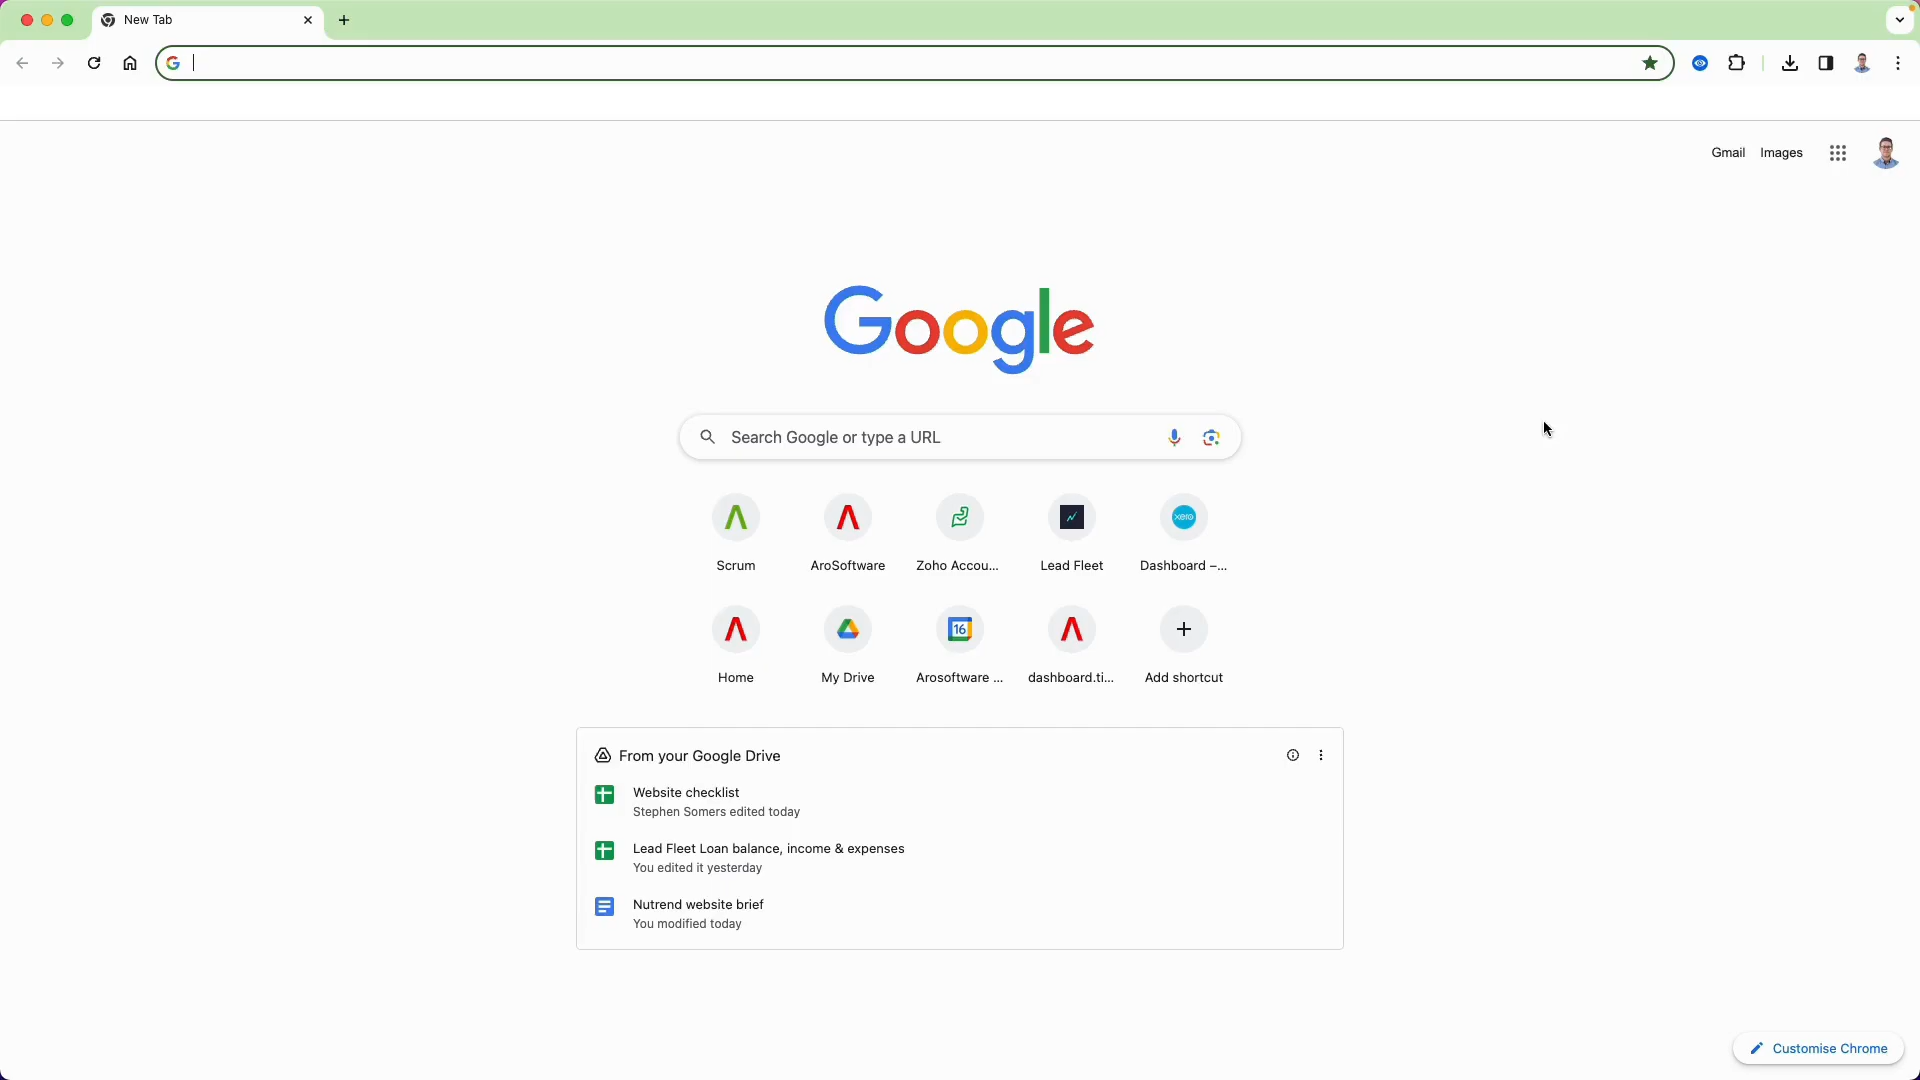 New Tab
Gmail Images
Google
Search Google or type a URL
Scrum
AroSoftware
Zoho Accou...
Lead Fleet
xero
Dashboard –...
Home
My Drive
16
Arosoftware ...
dashboard.ti...
Add shortcut
From your Google Drive
Website checklist
Stephen Somers edited today
Lead Fleet Loan balance, income & expenses
You edited it yesterday
Nutrend website brief
You modified today
Customise Chrome